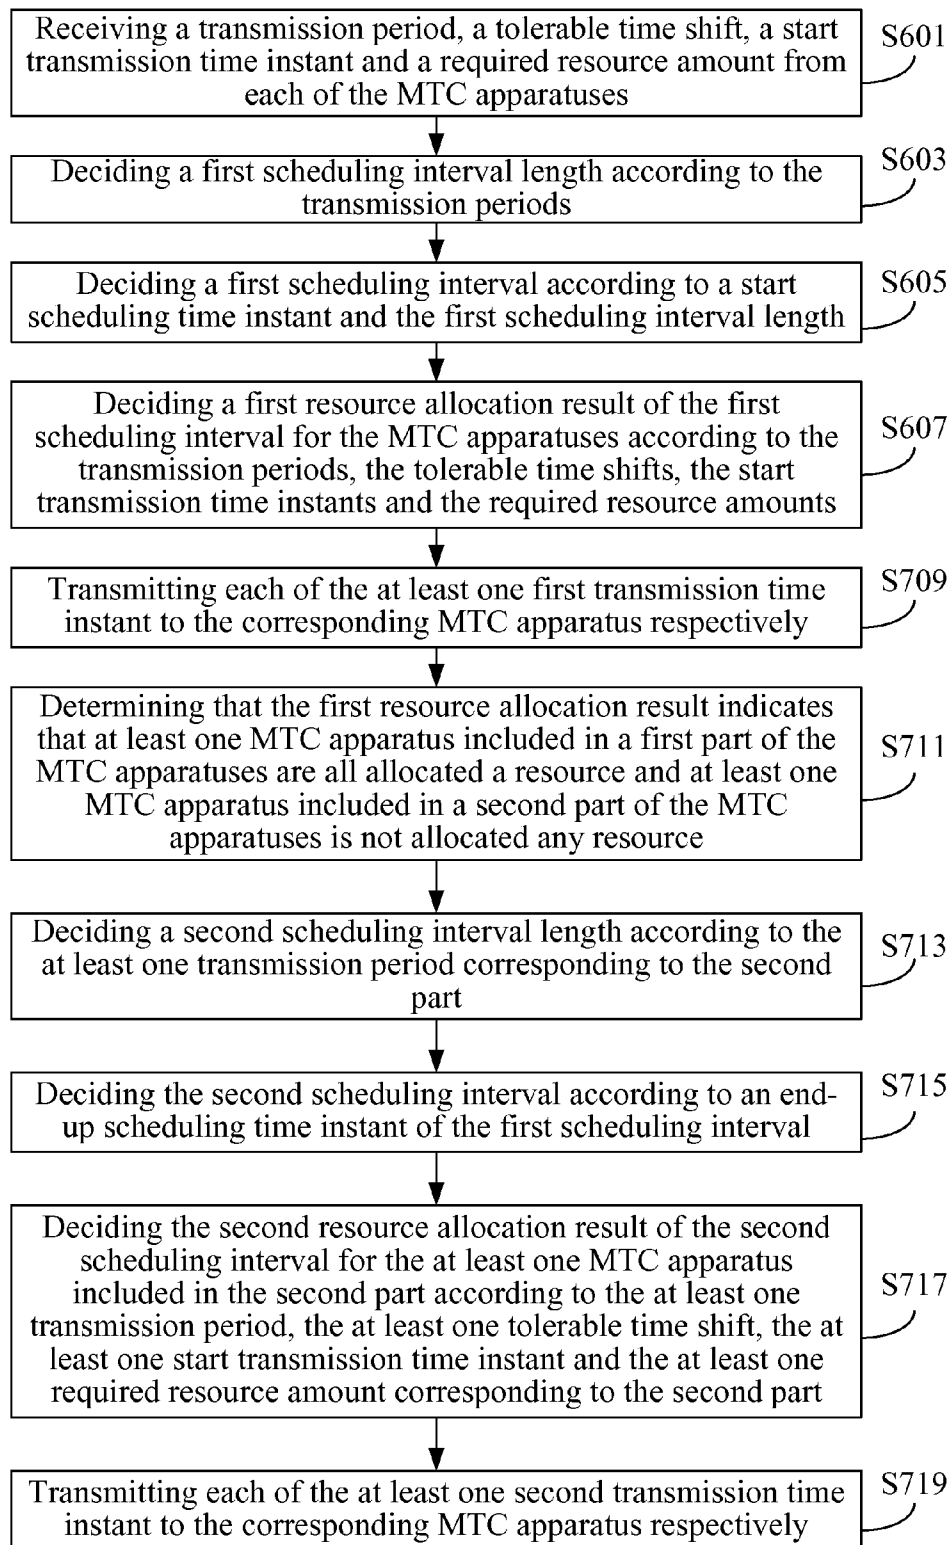 Receiving a transmission period, a tolerable time shift, a start
transmission time instant and a required resource amount from
each of the MTC apparatuses
S601
Deciding a first scheduling interval length according to the
transmission periods
S603
Deciding a first scheduling interval according to a start
scheduling time instant and the first scheduling interval length
S605
Deciding a first resource allocation result of the first
scheduling interval for the MTC apparatuses according to the
transmission periods, the tolerable time shifts, the start
transmission time instants and the required resource amounts
S607
Transmitting each of the at least one first transmission time
instant to the corresponding MTC apparatus respectively
S709
Determining that the first resource allocation result indicates
that at least one MTC apparatus included in a first part of the
MTC apparatuses are all allocated a resource and at least one
MTC apparatus included in a second part of the MTC
apparatuses is not allocated any resource
S711
Deciding a second scheduling interval length according to the
at least one transmission period corresponding to the second
part
S713
Deciding the second scheduling interval according to an end-
up scheduling time instant of the first scheduling interval
S715
Deciding the second resource allocation result of the second
scheduling interval for the at least one MTC apparatus
included in the second part according to the at least one
transmission period, the at least one tolerable time shift, the at
least one start transmission time instant and the at least one
required resource amount corresponding to the second part
S717
Transmitting each of the at least one second transmission time
instant to the corresponding MTC apparatus respectively
S719